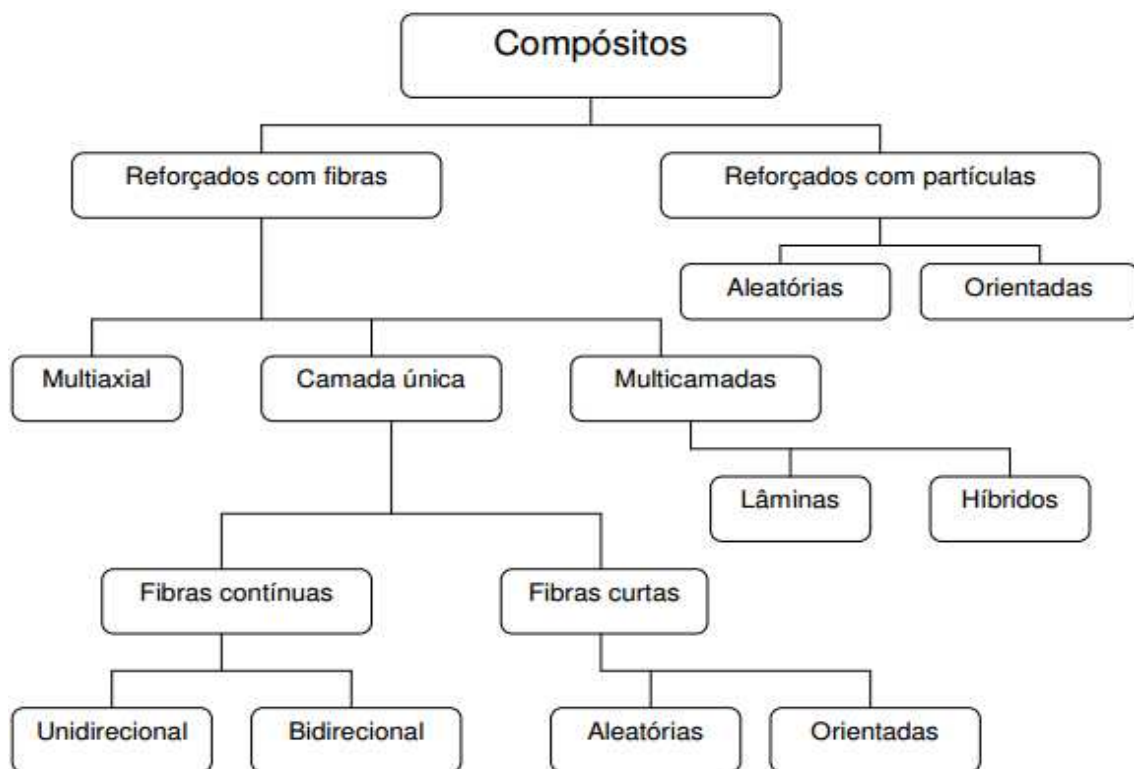 Compósitos
Reforçados com fibras
Reforçados com partículas
Aleatórias
Orientadas
Multiaxial
Camada única
Multicamadas
Lâminas
Híbridos
Fibras contínuas
Fibras curtas
Unidirecional
Bidirecional
Aleatórias
Orientadas